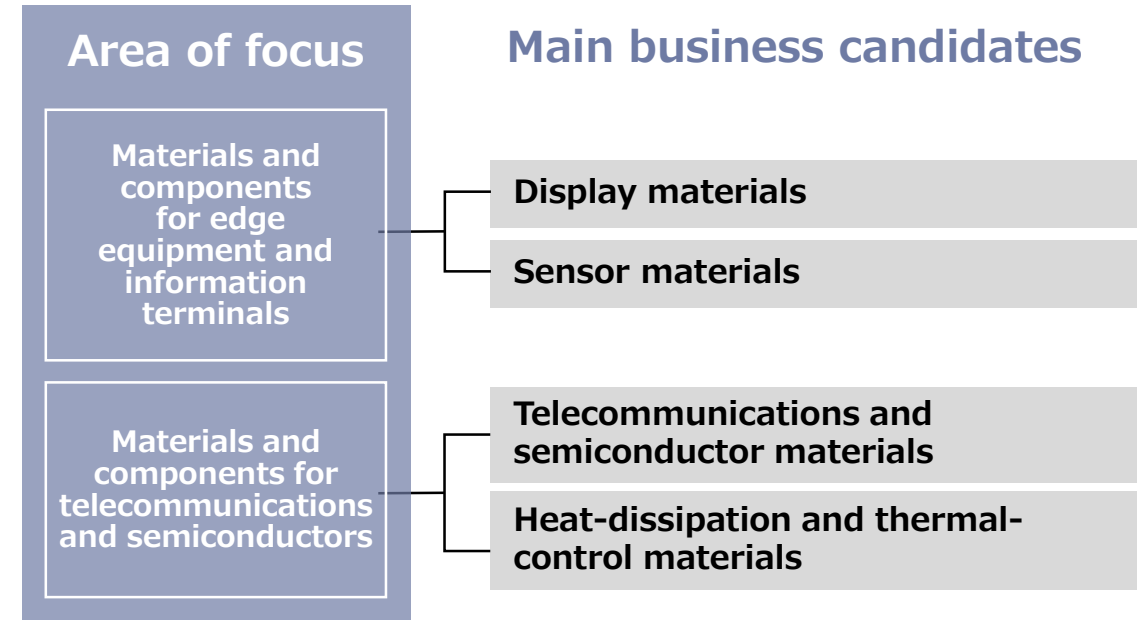 Area of focus
Main business candidates
Materials and
components
for edge
equipment and
information
terminals
Display materials
Sensor materials
Materials and
components for
telecommunications
and semiconductors
Telecommunications and
semiconductor materials
Heat-dissipation and thermal-
control materials